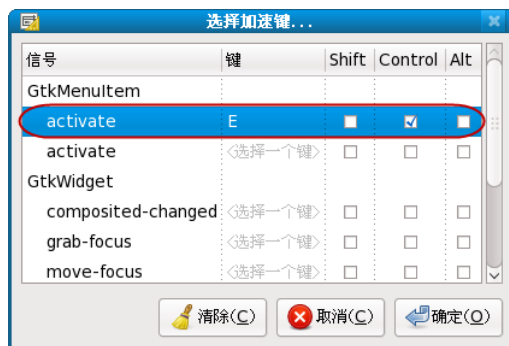 选择加速键...
信号 键 Shift Control Alt
GtkMenuItem
activate E
activate <选择一个键>
GtkWidget
composited-changed <选择一个键>
grab-focus <选择一个键>
move-focus <选择一个键>
清除(C) 取消(C) 确定(O)